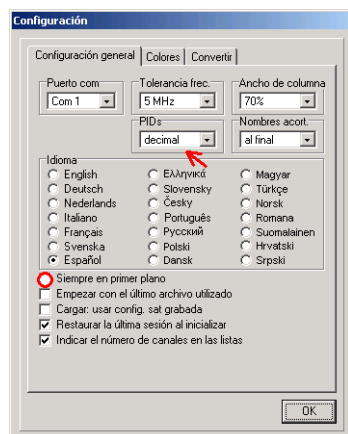 Configuración
Configuración general Colores Convertir
Puerto com Tolerancia frec. Ancho de columna
Com 1 5 MHz 70%
PIDs Nombres acort.
decimal al final
Idioma
English Ελληνικά Magyar
Deutsch Slovensky Türkçe
Nederlands Česky Norsk
Italiano Português Romana
Français Русский Suomalainen
Svenska Polski Hrvatski
Español Dansk Srpski
Siempre en primer plano
Empezar con el último archivo utilizado
Cargar: usar config. sat grabada
Restaurar la última sesión al inicializar
Indicar el número de canales en las listas
OK